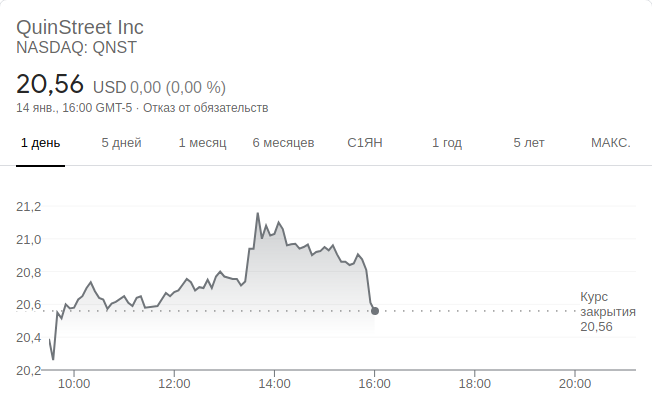 QuinStreet Inc
NASDAQ: QNST
20,56 USD 0,00 (0,00 %)
14 янв., 16:00 GMT-5 · Отказ от обязательств
1 день 5 дней 1 месяц 6 месяцев С1ЯН 1 год 5 лет МАКС.
21,2
21,0
20,8
20,6
20,4
20,2
Курс
закрытия
20,56
10:00 12:00 14:00 16:00 18:00 20:00